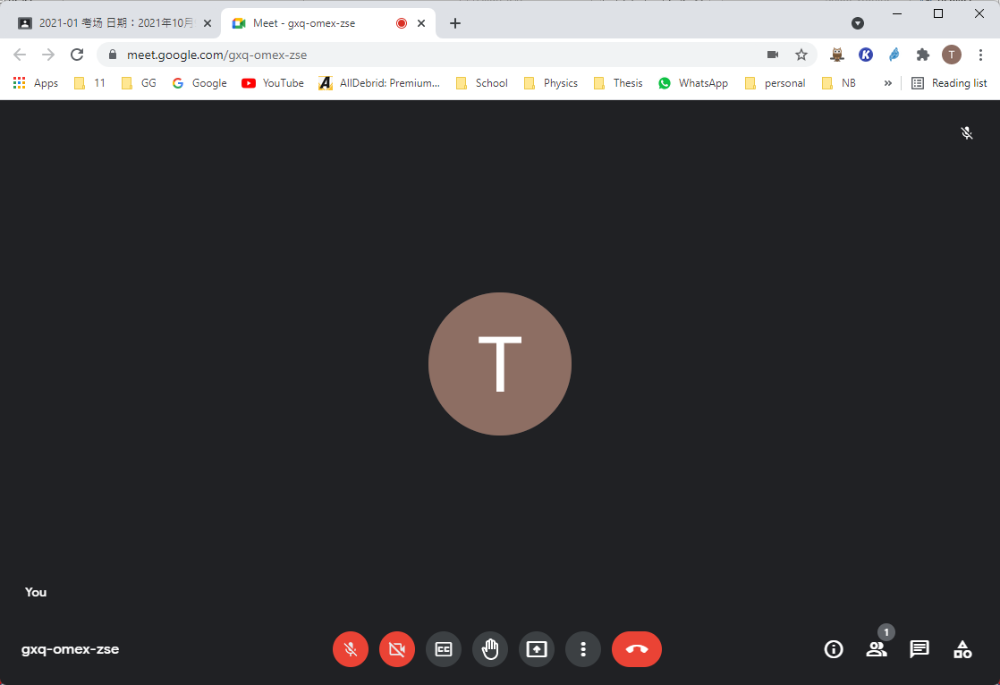 2021-01 考场 日期：2021年10月
Meet - gxq-omex-zse
meet.google.com/gxq-omex-zse
T
Apps 11 GG Google YouTube AllDebrid: Premium... School Physics Thesis WhatsApp personal NB » Reading list
T
You
gxq-omex-zse
CC
1